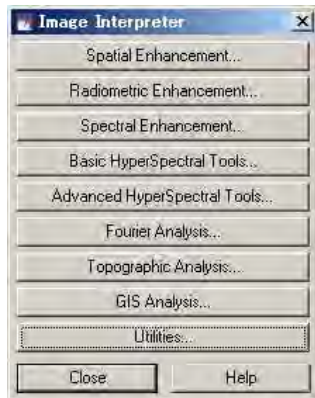 Image Interpreter
Spatial Enhancement...
Radiometric Enhancement...
Spectral Enhancement...
Basic HyperSpectral Tools...
Advanced HyperSpectral Tools...
Fourier Analysis...
Topographic Analysis...
GIS Analysis...
Utilities...
Close Help